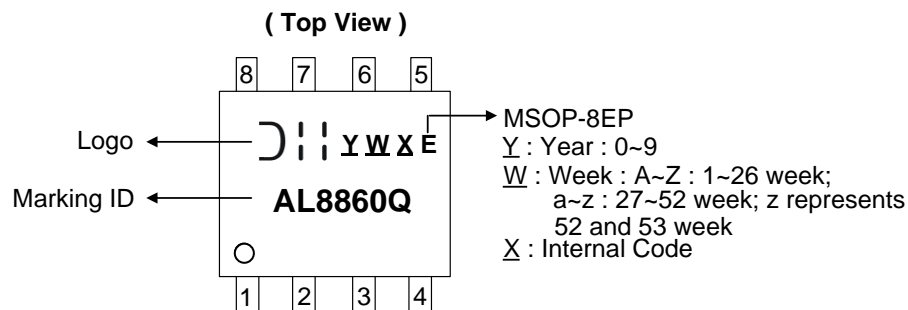 ( Top View )
8 7 6 5
Logo
Y W X E
MSOP-8EP
Y : Year : 0~9
W : Week : A~Z : 1~26 week;
a~z : 27~52 week; z represents
52 and 53 week
X : Internal Code
Marking ID
AL8860Q
1 2 3 4